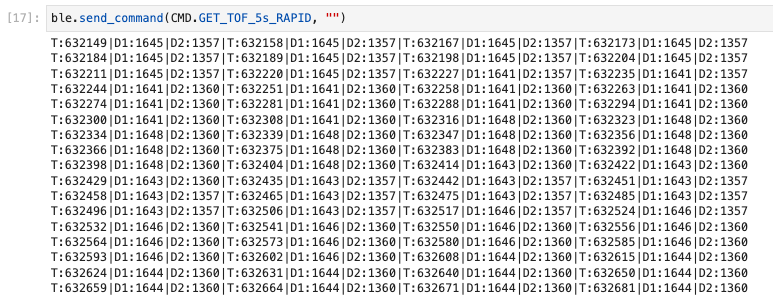 [17]: ble.send_command(CMD.GET_TOF_5s_RAPID, "")
T:632149|D1:1645|D2:1357|T:632158|D1:1645|D2:1357|T:632167|D1:1645|D2:1357|T:632173|D1:1645|D2:1357
T:632184|D1:1645|D2:1357|T:632189|D1:1645|D2:1357|T:632198|D1:1645|D2:1357|T:632204|D1:1645|D2:1357
T:632211|D1:1645|D2:1357|T:632220|D1:1645|D2:1357|T:632227|D1:1641|D2:1357|T:632235|D1:1641|D2:1360
T:632244|D1:1641|D2:1360|T:632251|D1:1641|D2:1360|T:632258|D1:1641|D2:1360|T:632263|D1:1641|D2:1360
T:632274|D1:1641|D2:1360|T:632281|D1:1641|D2:1360|T:632288|D1:1641|D2:1360|T:632294|D1:1641|D2:1360
T:632300|D1:1641|D2:1360|T:632308|D1:1641|D2:1360|T:632316|D1:1648|D2:1360|T:632323|D1:1648|D2:1360
T:632334|D1:1648|D2:1360|T:632339|D1:1648|D2:1360|T:632347|D1:1648|D2:1360|T:632356|D1:1648|D2:1360
T:632366|D1:1648|D2:1360|T:632375|D1:1648|D2:1360|T:632383|D1:1648|D2:1360|T:632392|D1:1648|D2:1360
T:632398|D1:1648|D2:1360|T:632404|D1:1648|D2:1360|T:632414|D1:1643|D2:1360|T:632422|D1:1643|D2:1360
T:632429|D1:1643|D2:1360|T:632435|D1:1643|D2:1357|T:632442|D1:1643|D2:1357|T:632451|D1:1643|D2:1357
T:632458|D1:1643|D2:1357|T:632465|D1:1643|D2:1357|T:632475|D1:1643|D2:1357|T:632485|D1:1643|D2:1357
T:632496|D1:1643|D2:1357|T:632506|D1:1643|D2:1357|T:632517|D1:1646|D2:1357|T:632524|D1:1646|D2:1357
T:632532|D1:1646|D2:1360|T:632541|D1:1646|D2:1360|T:632550|D1:1646|D2:1360|T:632556|D1:1646|D2:1360
T:632564|D1:1646|D2:1360|T:632573|D1:1646|D2:1360|T:632580|D1:1646|D2:1360|T:632585|D1:1646|D2:1360
T:632593|D1:1646|D2:1360|T:632602|D1:1646|D2:1360|T:632608|D1:1644|D2:1360|T:632615|D1:1644|D2:1360
T:632624|D1:1644|D2:1360|T:632631|D1:1644|D2:1360|T:632640|D1:1644|D2:1360|T:632650|D1:1644|D2:1360
T:632659|D1:1644|D2:1360|T:632664|D1:1644|D2:1360|T:632671|D1:1644|D2:1360|T:632681|D1:1644|D2:1360